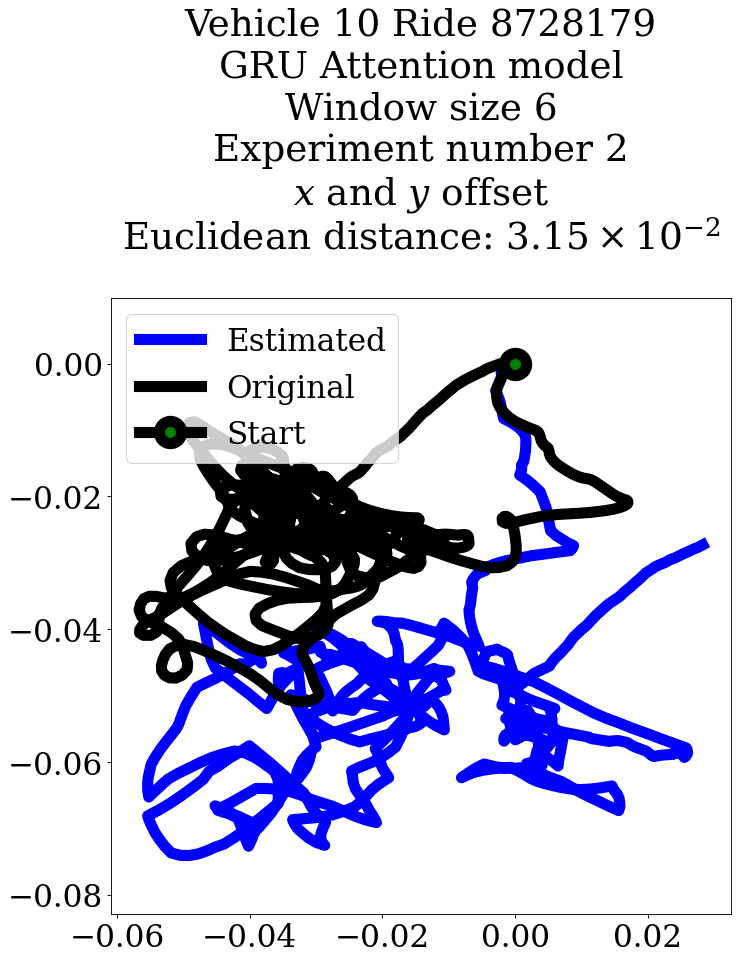 Vehicle 10 Ride 8728179
GRU Attention model
Window size 6
Experiment number 2
x and y offset
Euclidean distance: 3.15 × 10⁻²
Estimated
Original
Start
0.00
−0.02
−0.04
−0.06
−0.08
−0.06 −0.04 −0.02 0.00 0.02